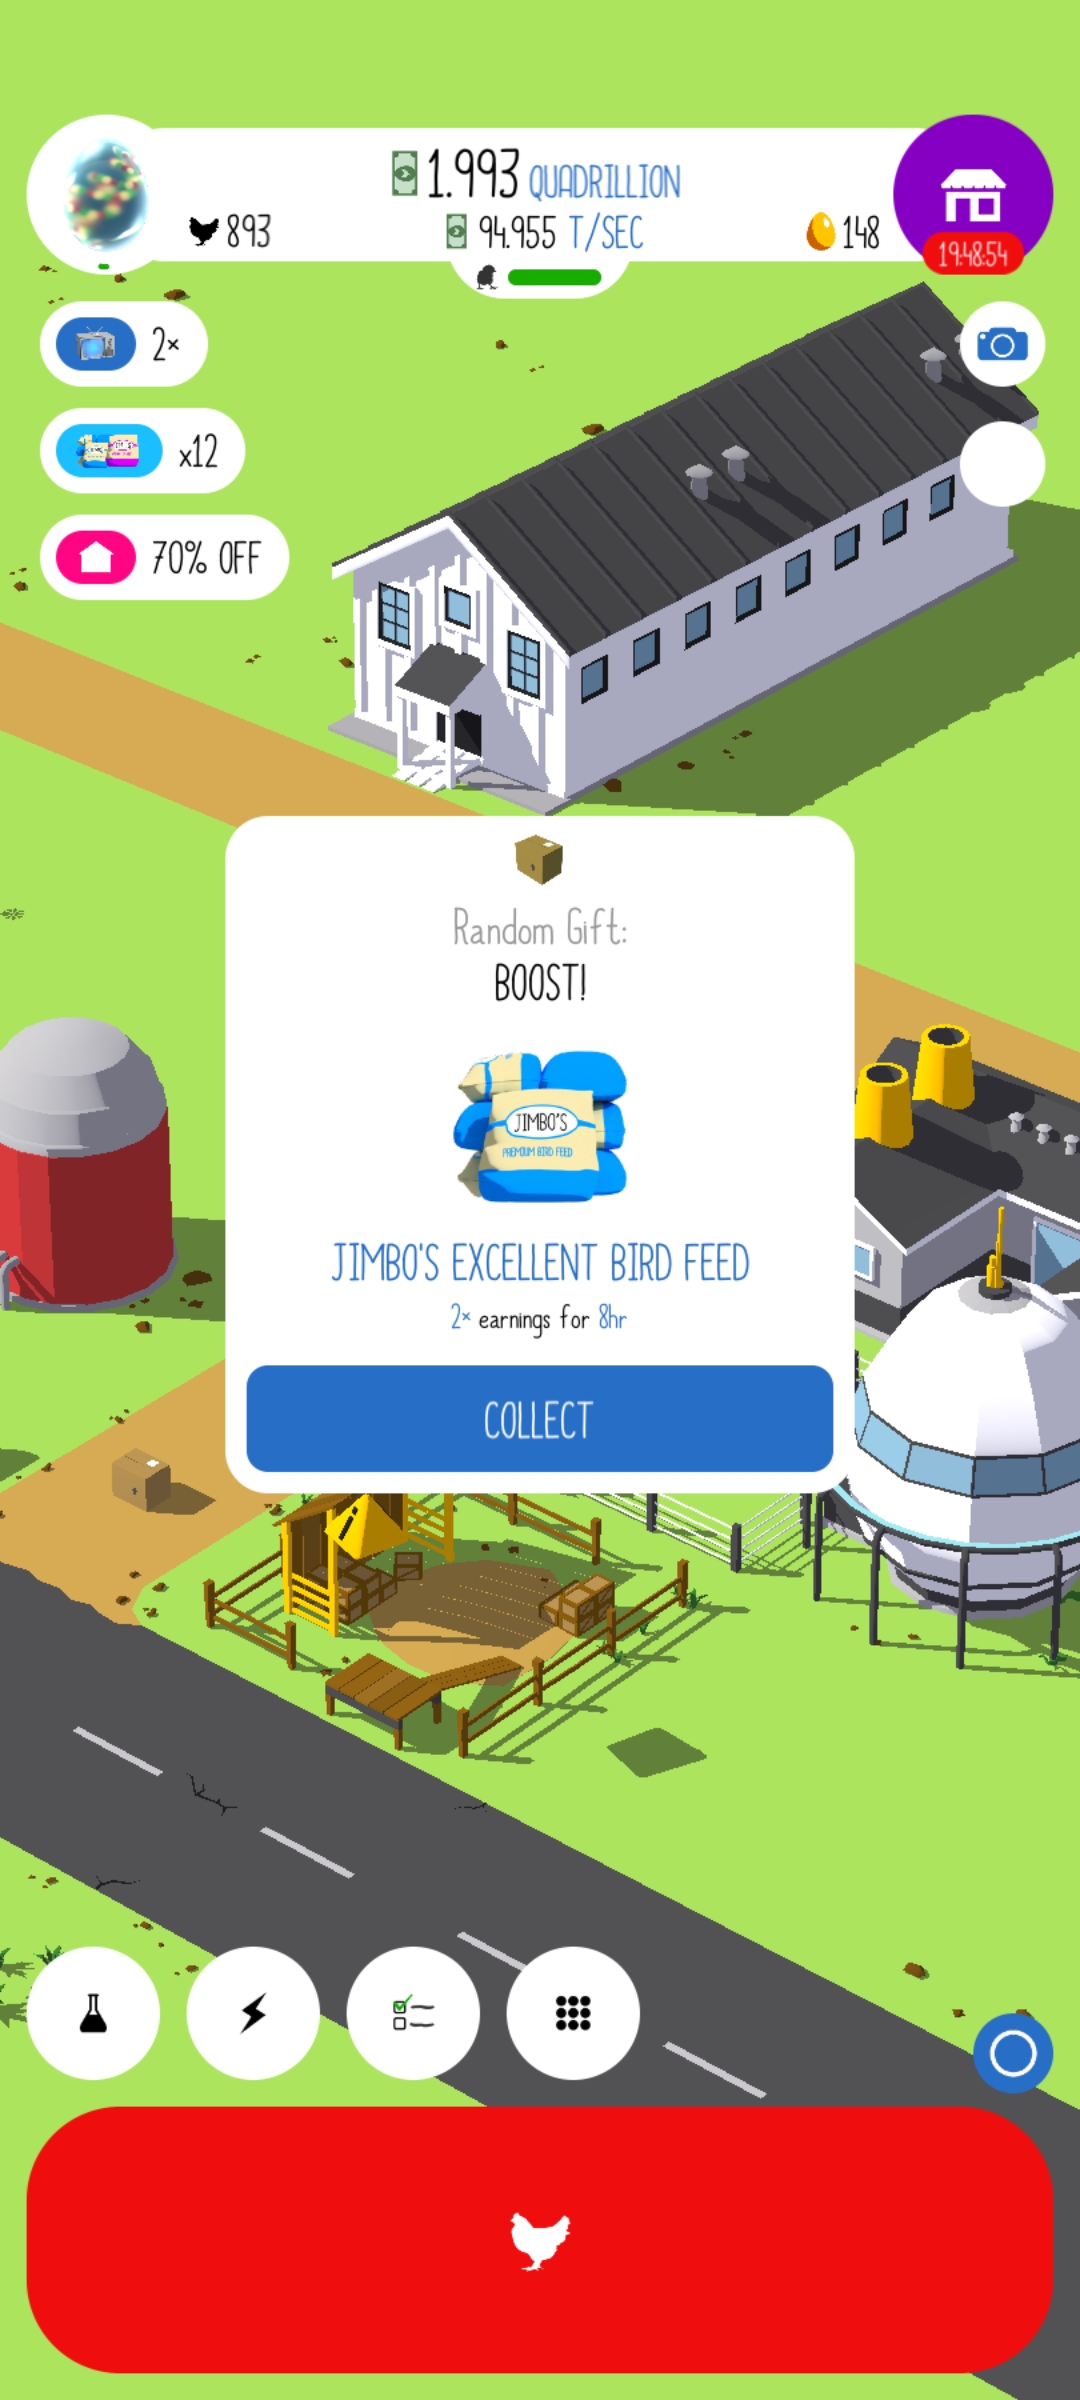 1.993 QUADRILLION
893
94.955 T/SEC
148
19:48:54
2×
x12
70% OFF
Random Gift:
BOOST!
JIMBO'S
PREMIUM BIRD FEED
JIMBO'S EXCELLENT BIRD FEED
2× earnings for 8hr
COLLECT